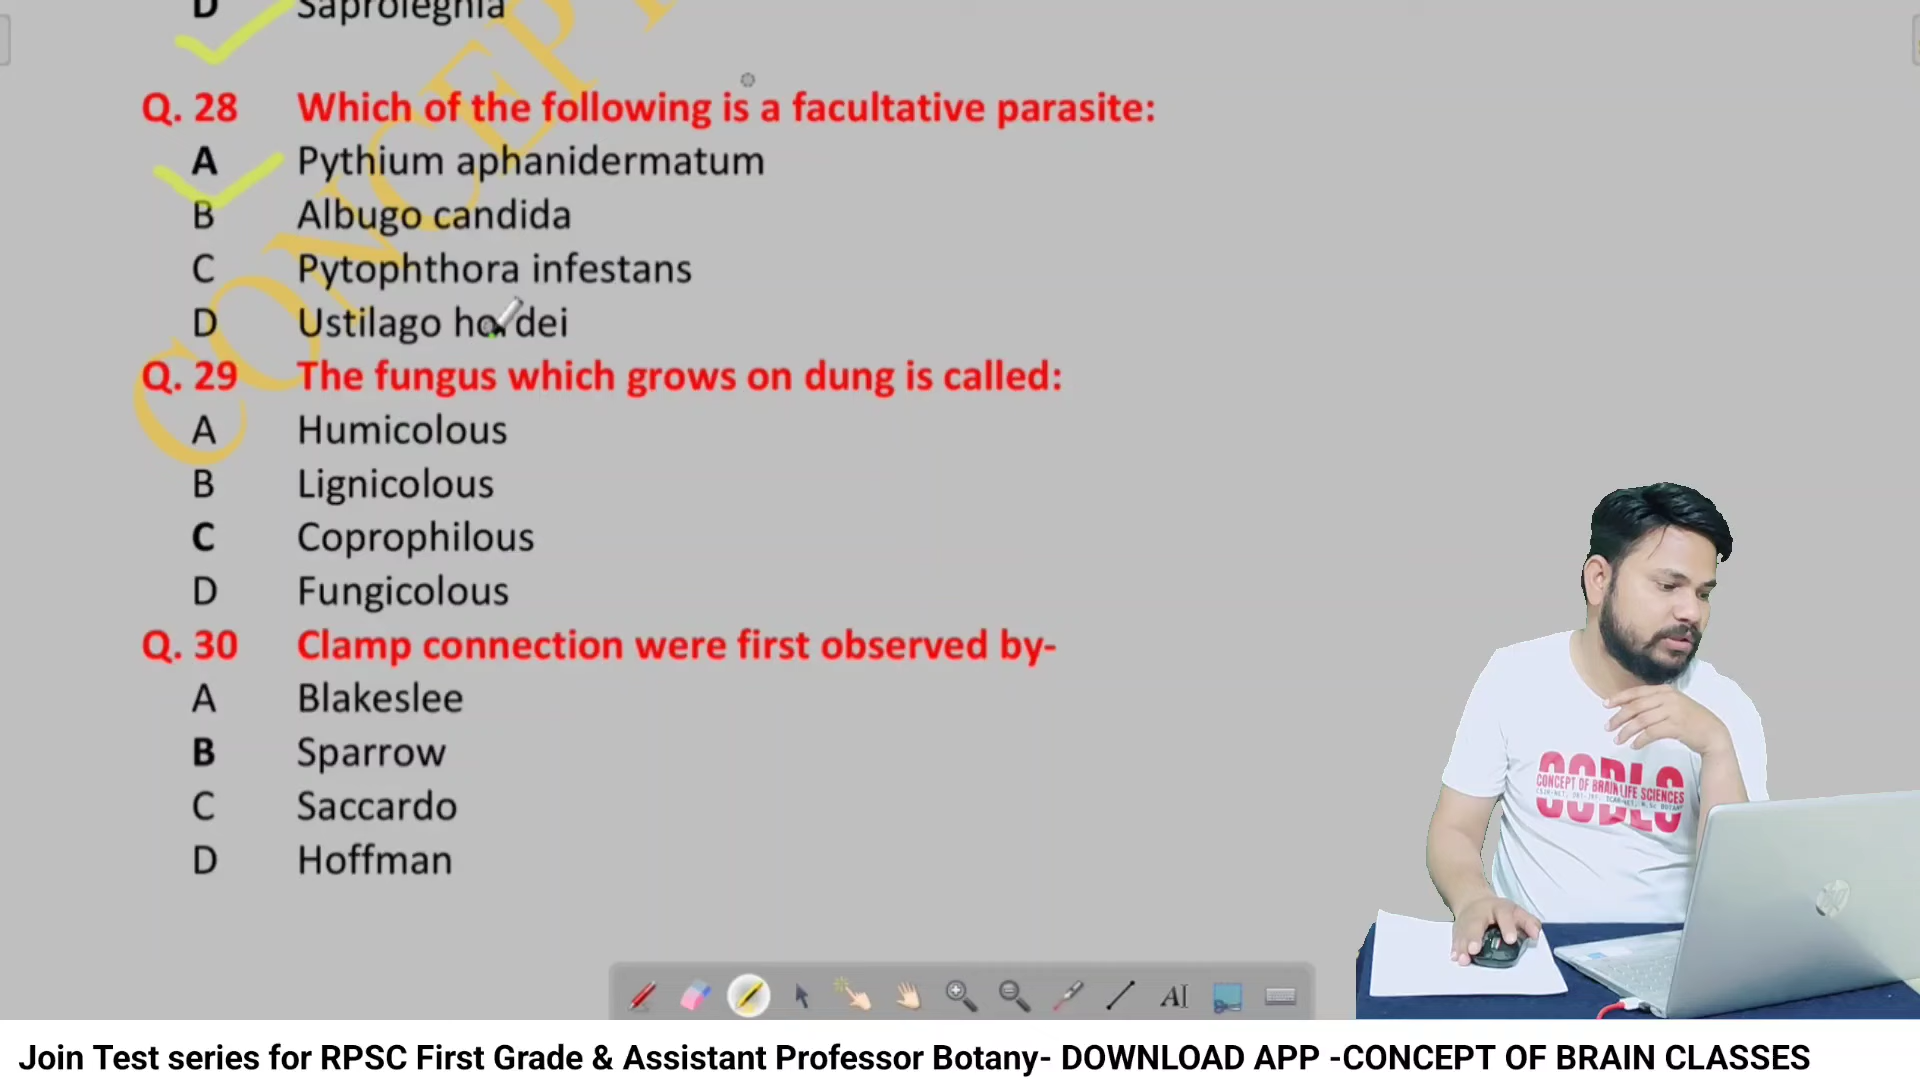 D Saprolegnia
Q. 28 Which of the following is a facultative parasite:
A Pythium aphanidermatum
B Albugo candida
C Pytophthora infestans
D Ustilago hordei
Q. 29 The fungus which grows on dung is called:
A Humicolous
B Lignicolous
C Coprophilous
D Fungicolous
Q. 30 Clamp connection were first observed by-
A Blakeslee
B Sparrow
C Saccardo
D Hoffman
CONCEPT
CONCEPT OF BRAIN LIFE SCIENCES
AI
hp
Join Test series for RPSC First Grade & Assistant Professor Botany- DOWNLOAD APP -CONCEPT OF BRAIN CLASSES